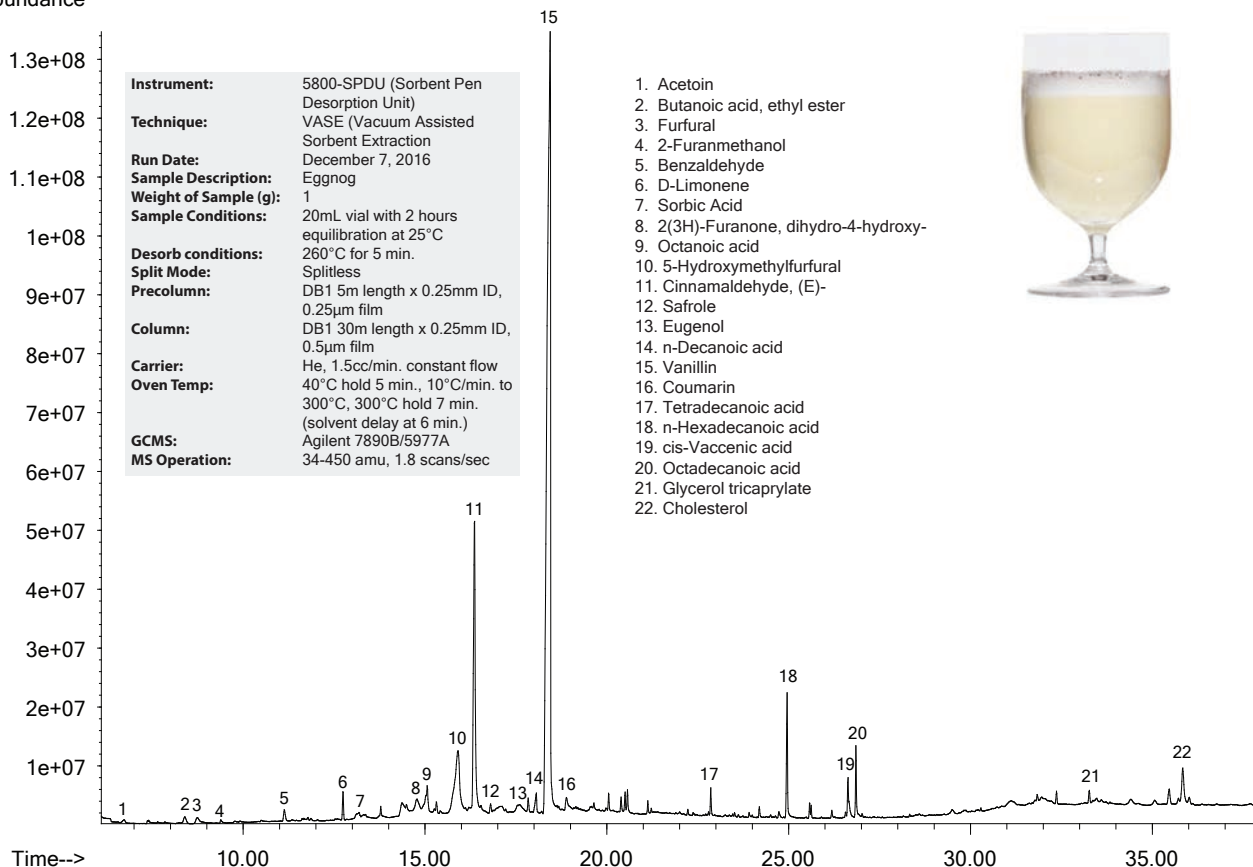 15
1.3e+08
1.2e+08
1.1e+08
1e+08
9e+07
8e+07
7e+07
6e+07
5e+07
4e+07
3e+07
2e+07
1e+07
Instrument: 5800-SPDU (Sorbent Pen
Desorption Unit)
Technique: VASE (Vacuum Assisted
Sorbent Extraction
Run Date: December 7, 2016
Sample Description: Eggnog
Weight of Sample (g): 1
Sample Conditions: 20mL vial with 2 hours
equilibration at 25°C
Desorb conditions: 260°C for 5 min.
Split Mode: Splitless
Precolumn: DB1 5m length x 0.25mm ID,
0.25µm film
Column: DB1 30m length x 0.25mm ID,
0.5µm film
Carrier: He, 1.5cc/min. constant flow
Oven Temp: 40°C hold 5 min., 10°C/min. to
300°C, 300°C hold 7 min.
(solvent delay at 6 min.)
GCMS: Agilent 7890B/5977A
MS Operation: 34-450 amu, 1.8 scans/sec
1. Acetoin
2. Butanoic acid, ethyl ester
3. Furfural
4. 2-Furanmethanol
5. Benzaldehyde
6. D-Limonene
7. Sorbic Acid
8. 2(3H)-Furanone, dihydro-4-hydroxy-
9. Octanoic acid
10. 5-Hydroxymethylfurfural
11. Cinnamaldehyde, (E)-
12. Safrole
13. Eugenol
14. n-Decanoic acid
15. Vanillin
16. Coumarin
17. Tetradecanoic acid
18. n-Hexadecanoic acid
19. cis-Vaccenic acid
20. Octadecanoic acid
21. Glycerol tricaprylate
22. Cholesterol
1 2 3 4 5 6 7 8 9 10 11 12 13 14 16 17 18 19 20 21 22
Time--> 10.00 15.00 20.00 25.00 30.00 35.00